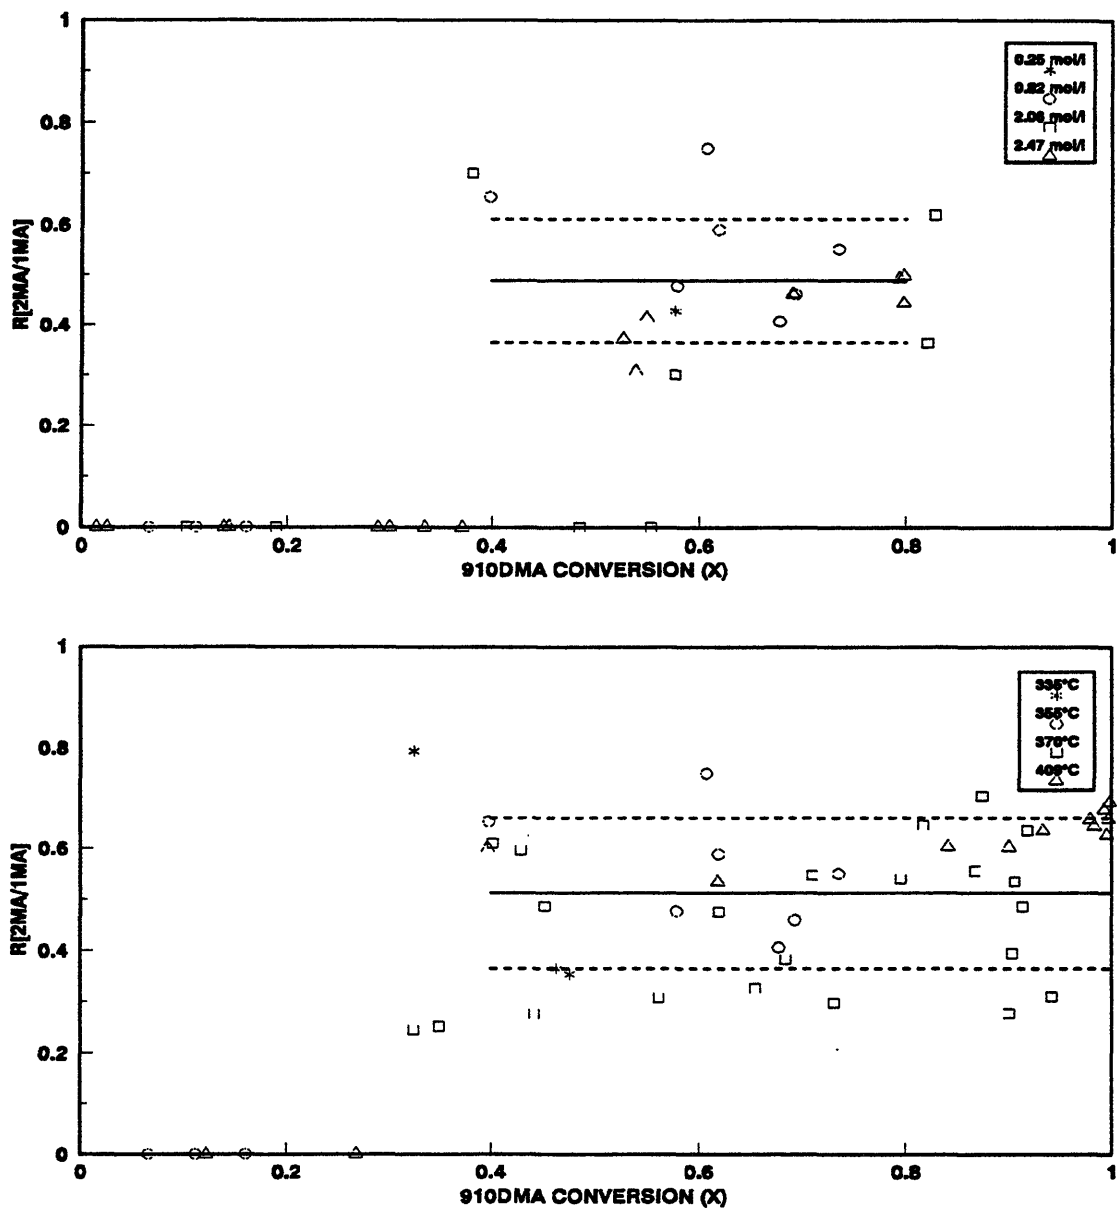 1
0.8
0.6
0.4
0.2
0
R[2MA/1MA]
0.25 mol/l
0.82 mol/l
2.06 mol/l
2.47 mol/l
0 0.2 0.4 0.6 0.8 1
910DMA CONVERSION (X)
1
0.8
0.6
0.4
0.2
0
R[2MA/1MA]
335°C
355°C
370°C
409°C
0 0.2 0.4 0.6 0.8 1
910DMA CONVERSION (X)